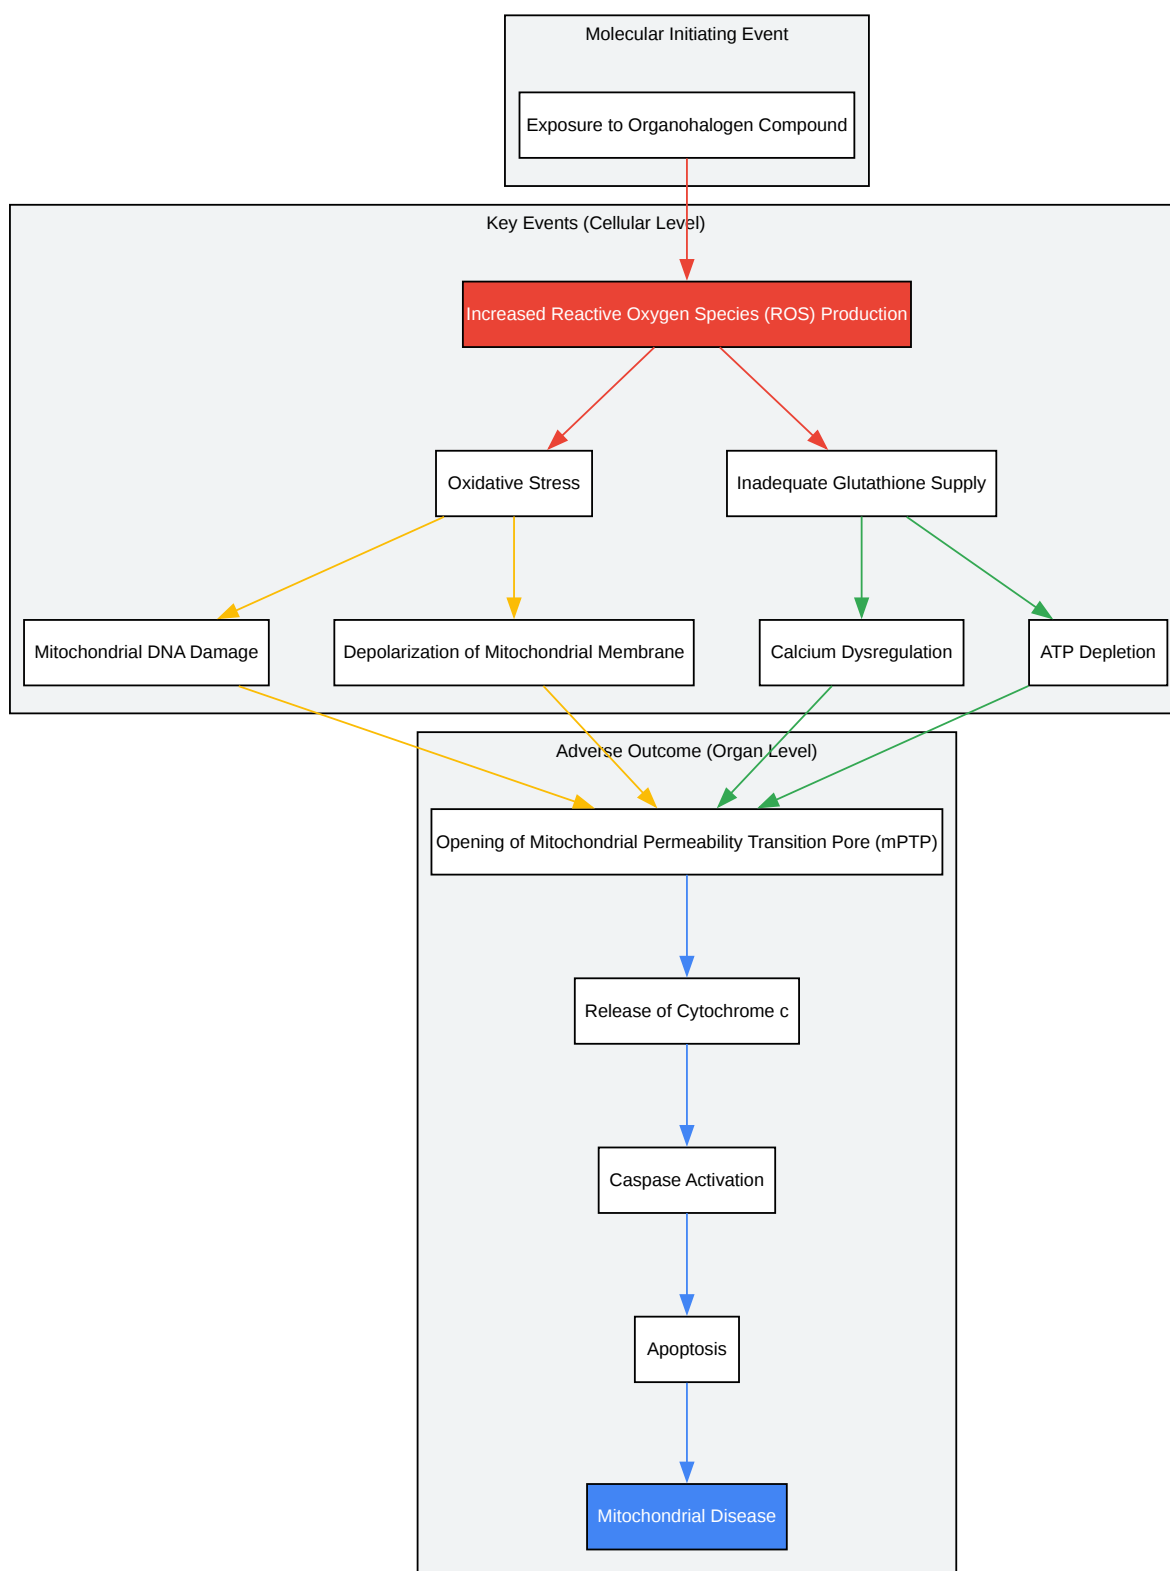 Molecular Initiating Event
Exposure to Organohalogen Compound
Key Events (Cellular Level)
Increased Reactive Oxygen Species (ROS) Production
Oxidative Stress
Inadequate Glutathione Supply
Mitochondrial DNA Damage
Depolarization of Mitochondrial Membrane
Calcium Dysregulation
ATP Depletion
Adverse Outcome (Organ Level)
Opening of Mitochondrial Permeability Transition Pore (mPTP)
Release of Cytochrome c
Caspase Activation
Apoptosis
Mitochondrial Disease